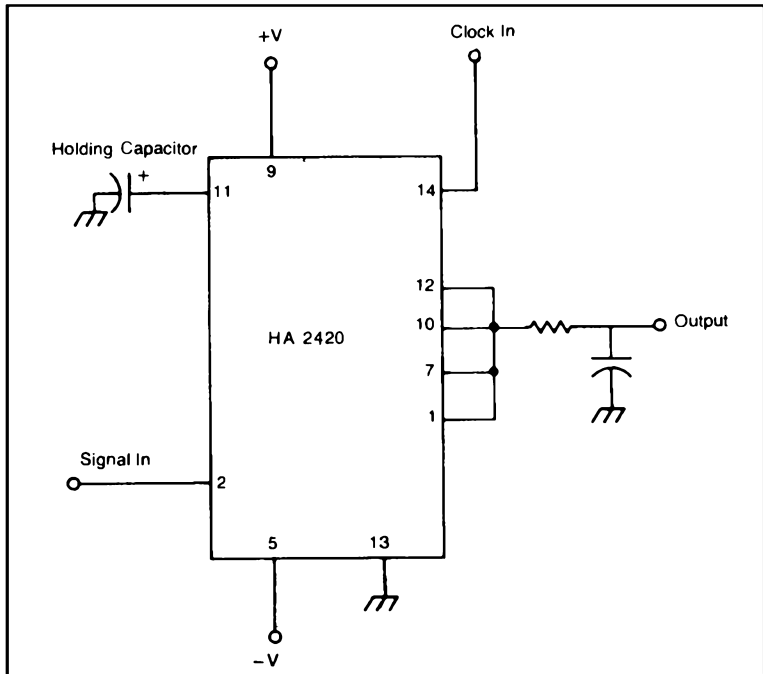 +V
Clock In
Holding Capacitor
+
9
11
14
12
10
HA 2420
Output
7
1
Signal In
2
5
13
−V